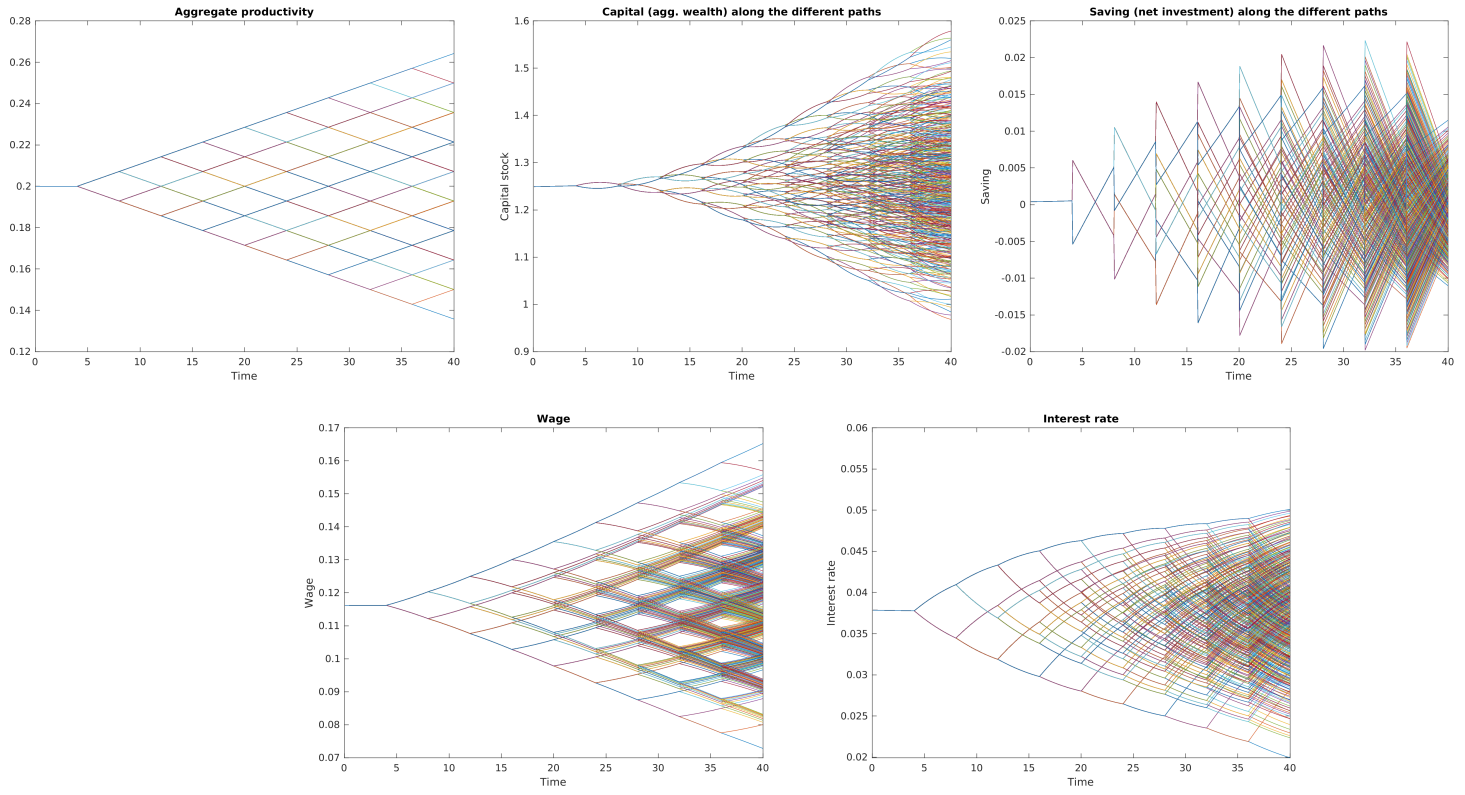 Aggregate productivity
0.28
0.26
0.24
0.22
0.2
0.18
0.16
0.14
0.12
0 5 10 15 20 25 30 35 40
Time
Capital (agg. wealth) along the different paths
Capital stock
1.6
1.5
1.4
1.3
1.2
1.1
1
0.9
0 5 10 15 20 25 30 35 40
Time
Saving (net investment) along the different paths
Saving
0.025
0.02
0.015
0.01
0.005
0
-0.005
-0.01
-0.015
-0.02
0 5 10 15 20 25 30 35 40
Time
Wage
Wage
0.17
0.16
0.15
0.14
0.13
0.12
0.11
0.1
0.09
0.08
0.07
0 5 10 15 20 25 30 35 40
Time
Interest rate
Interest rate
0.06
0.055
0.05
0.045
0.04
0.035
0.03
0.025
0.02
0 5 10 15 20 25 30 35 40
Time